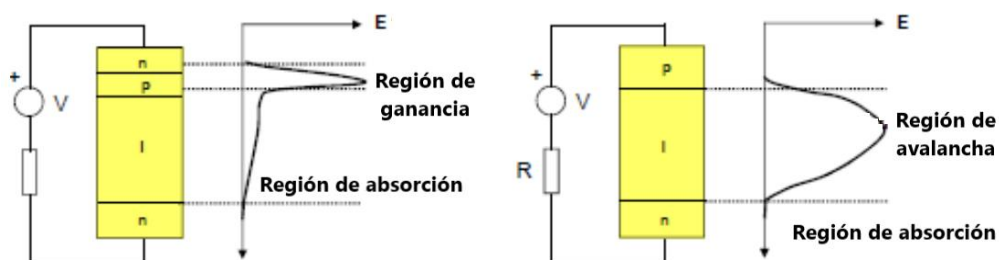 E
n
p
I
n
+
V
Región de
ganancia
Región de absorción
E
p
I
n
+
V
R
Región de
avalancha
Región de absorción